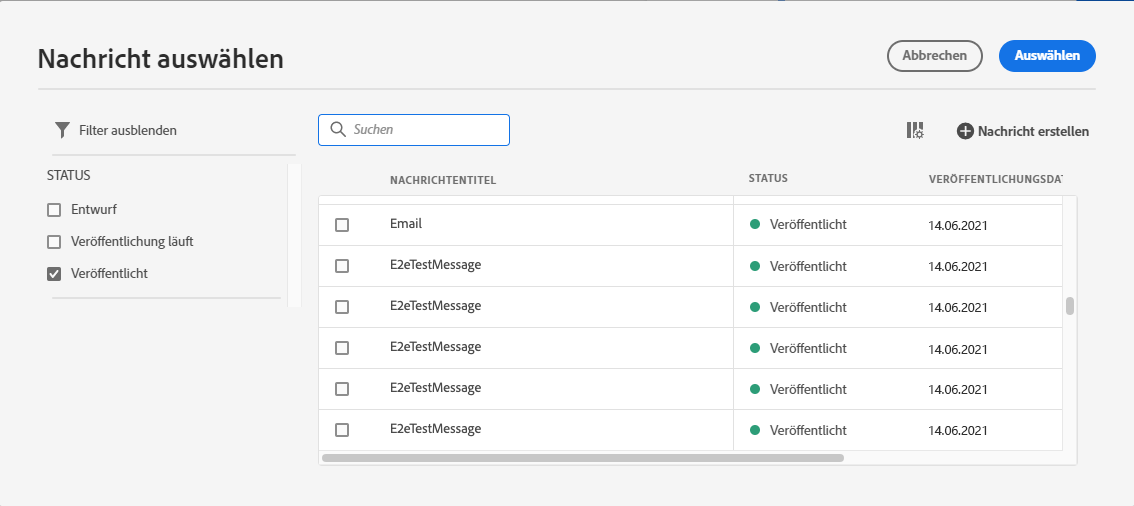 Nachricht auswählen
Abbrechen
Auswählen
Filter ausblenden
Suchen
Nachricht erstellen
STATUS
Entwurf
Veröffentlichung läuft
Veröffentlicht
NACHRICHTENTITEL STATUS VERÖFFENTLICHUNGSDAT
Email Veröffentlicht 14.06.2021
E2eTestMessage Veröffentlicht 14.06.2021
E2eTestMessage Veröffentlicht 14.06.2021
E2eTestMessage Veröffentlicht 14.06.2021
E2eTestMessage Veröffentlicht 14.06.2021
E2eTestMessage Veröffentlicht 14.06.2021